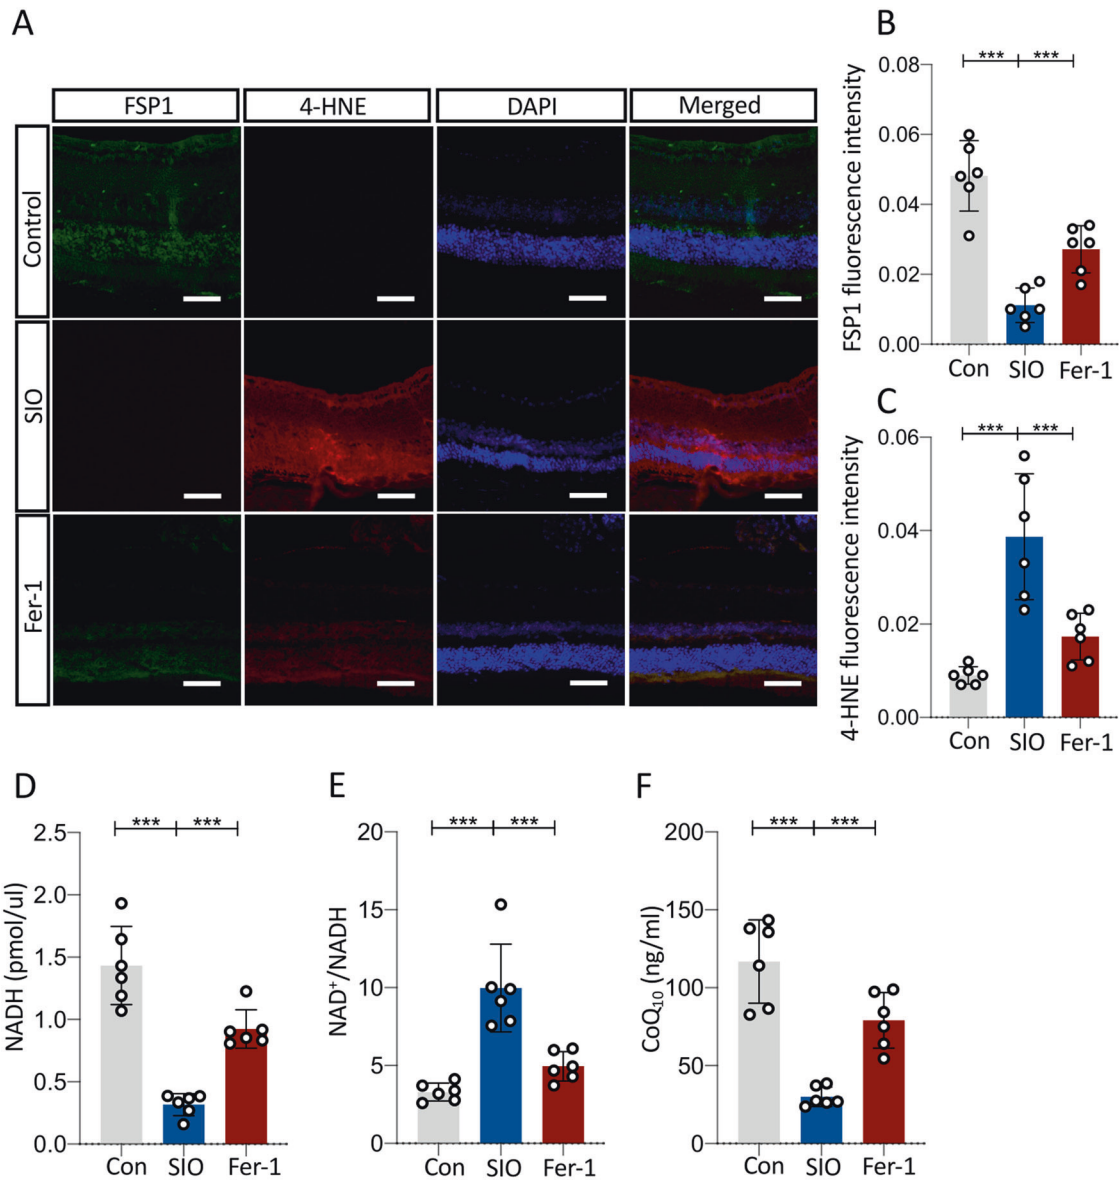 A
FSP1 4-HNE DAPI Merged
Control
SIO
Fer-1
B
*** ***
FSP1 fluorescence intensity
0.08
0.06
0.04
0.02
0.00
Con SIO Fer-1
C
*** ***
4-HNE fluorescence intensity
0.06
0.04
0.02
0.00
Con SIO Fer-1
D
*** ***
NADH (pmol/ul)
2.5
2.0
1.5
1.0
0.5
0.0
Con SIO Fer-1
E
*** ***
NAD⁺/NADH
20
15
10
5
0
Con SIO Fer-1
F
*** ***
CoQ₁₀ (ng/ml)
200
150
100
50
0
Con SIO Fer-1